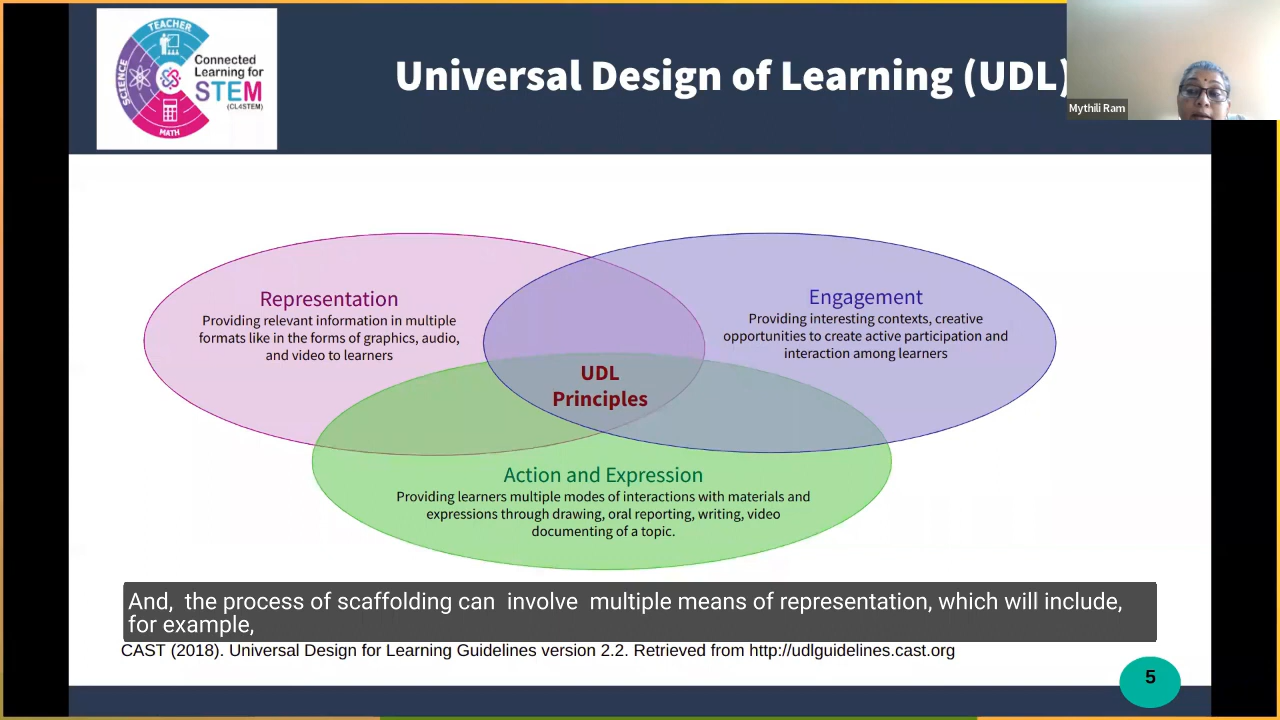 TEACHER
SCIENCE
MATH
Connected
Learning for
STEM
(CL4STEM)
Universal Design of Learning (UDL)
Mythili Ram
Representation
Providing relevant information in multiple
formats like in the forms of graphics, audio,
and video to learners
Engagement
Providing interesting contexts, creative
opportunities to create active participation and
interaction among learners
UDL
Principles
Action and Expression
Providing learners multiple modes of interactions with materials and
expressions through drawing, oral reporting, writing, video
documenting of a topic.
And,  the process of scaffolding can  involve  multiple means of representation, which will include,
for example,
CAST (2018). Universal Design for Learning Guidelines version 2.2. Retrieved from http://udlguidelines.cast.org
5